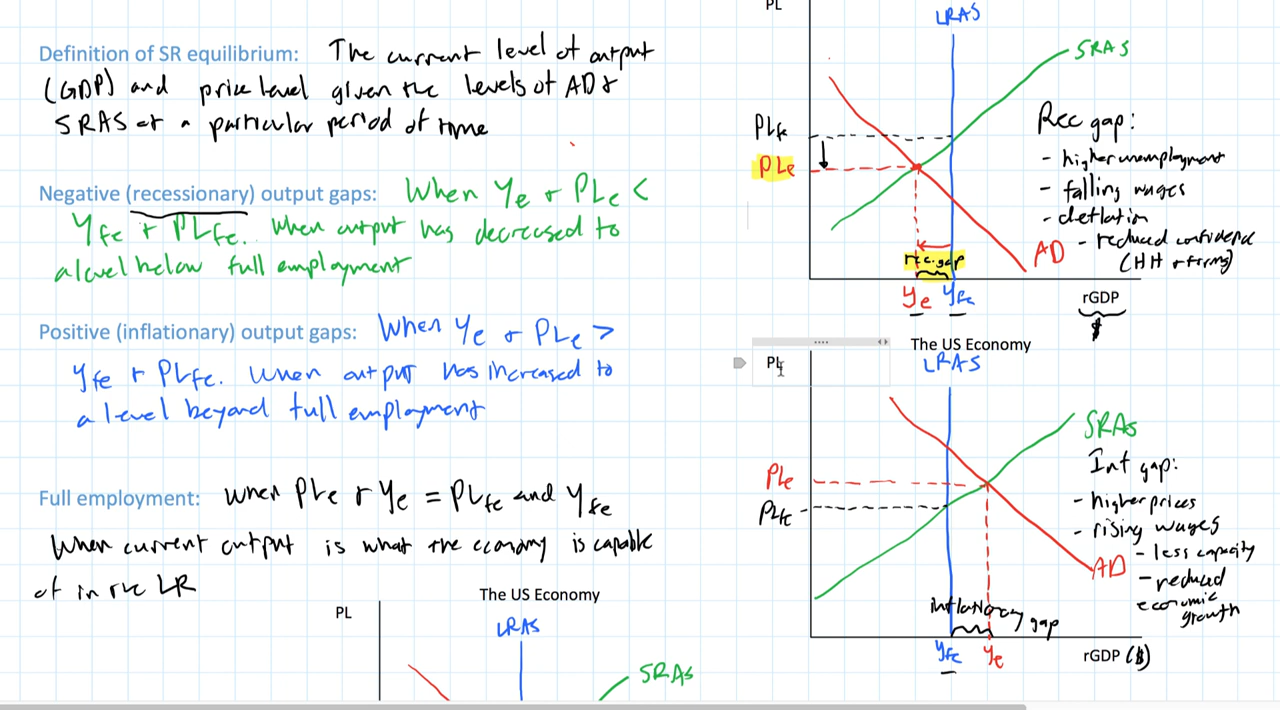 Definition of SR equilibrium: The current level of output
(GDP) and price level given the levels of AD &
SRAS at a particular period of time
Negative (recessionary) output gaps: When Ye & PLe <
Yfe & PLfe. When output has decreased to
a level below full employment
Positive (inflationary) output gaps: When Ye & PLe >
Yfe & PLfe. When output has increased to
a level beyond full employment
Full employment: When PLe & Ye = PLfe and Yfe
When current output is what the economy is capable
of in the LR
The US Economy
PL
LRAS
SRAS
PL
LRAS
SRAS
PLfe
PLe
Rec gap:
- higher unemployment
- falling wages
- deflation
- reduced confidence
(HH & firms)
AD
rec. gap
Ye Yfe
rGDP
$
The US Economy
PL
LRAS
SRAS
PLe
PLfe
Inf gap:
- higher prices
- rising wages
- less capacity
- reduced
economic
growth
AD
inflationary gap
Yfe Ye
rGDP ($)